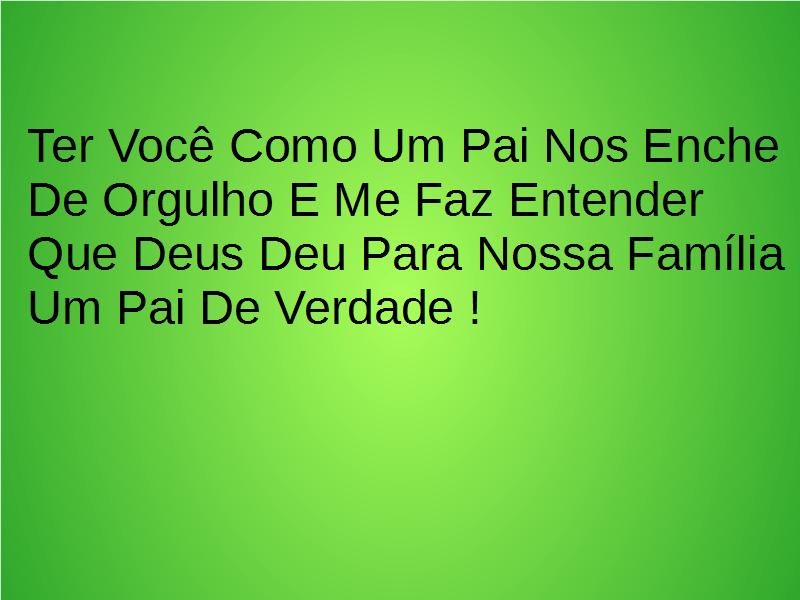 Ter Você Como Um Pai Nos Enche
De Orgulho E Me Faz Entender
Que Deus Deu Para Nossa Família
Um Pai De Verdade !